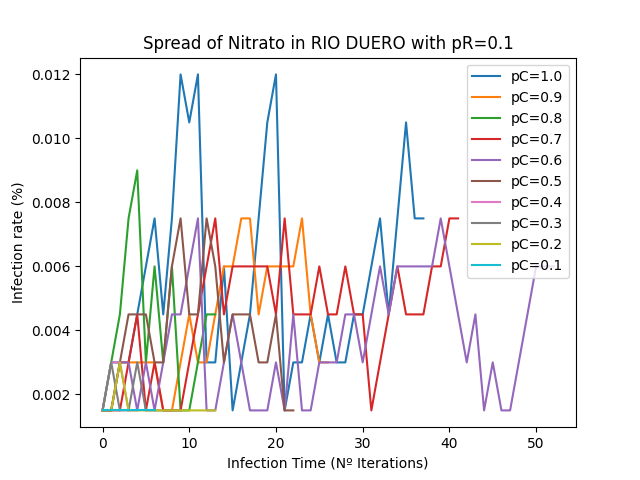 Spread of Nitrato in RIO DUERO with pR=0.1
Infection rate (%)
0.012
0.010
0.008
0.006
0.004
0.002
0 10 20 30 40 50
Infection Time (Nº Iterations)
pC=1.0
pC=0.9
pC=0.8
pC=0.7
pC=0.6
pC=0.5
pC=0.4
pC=0.3
pC=0.2
pC=0.1